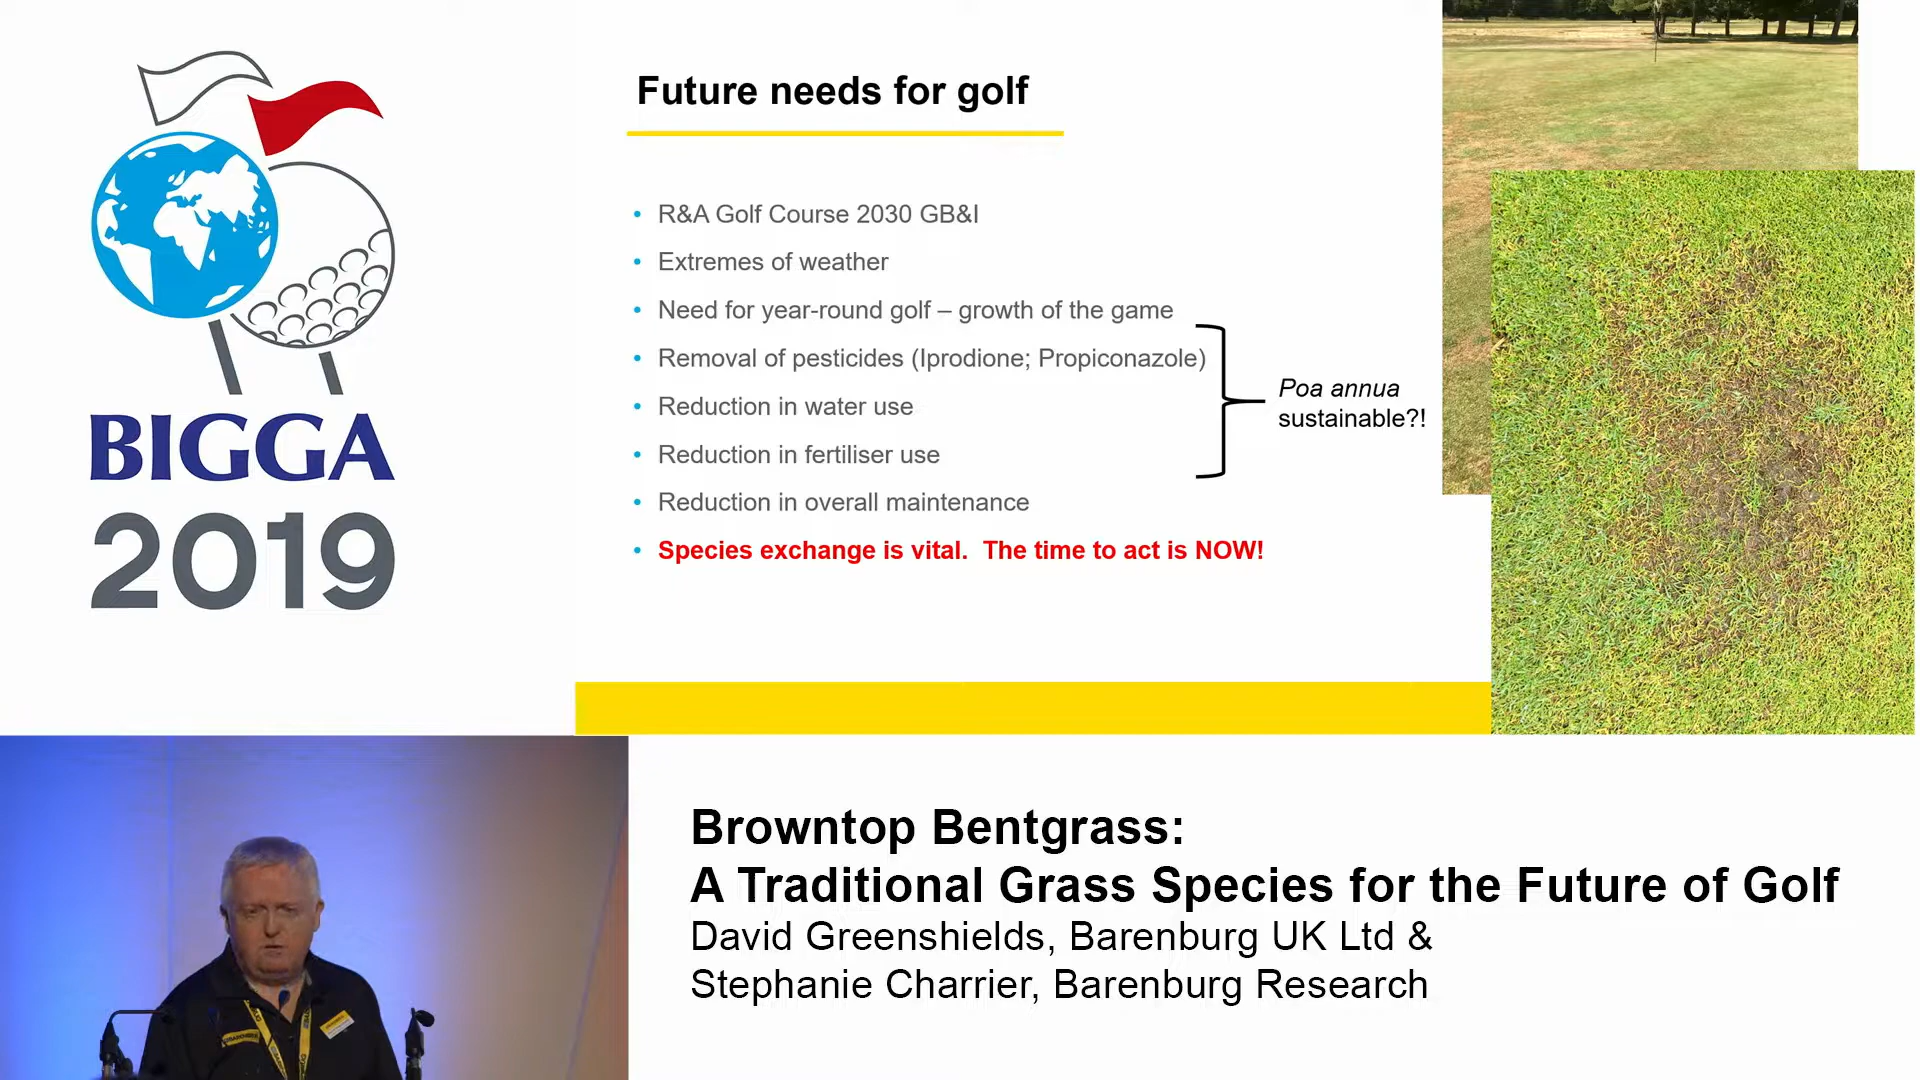 BIGGA
2019
Future needs for golf
• R&A Golf Course 2030 GB&I
• Extremes of weather
• Need for year-round golf – growth of the game
• Removal of pesticides (Iprodione; Propiconazole)
• Reduction in water use
• Reduction in fertiliser use
• Reduction in overall maintenance
• Species exchange is vital.  The time to act is NOW!
Poa annua
sustainable?!
Browntop Bentgrass:
A Traditional Grass Species for the Future of Golf
David Greenshields, Barenburg UK Ltd &
Stephanie Charrier, Barenburg Research